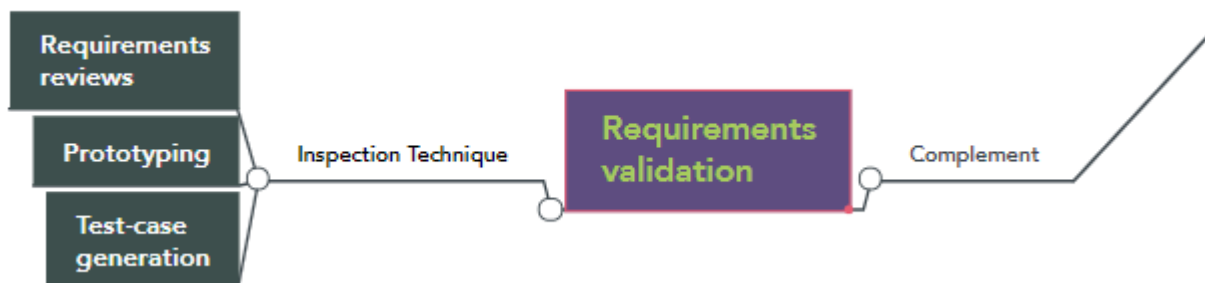 Requirements
reviews
Prototyping
Test-case
generation
Inspection Technique
Requirements
validation
Complement